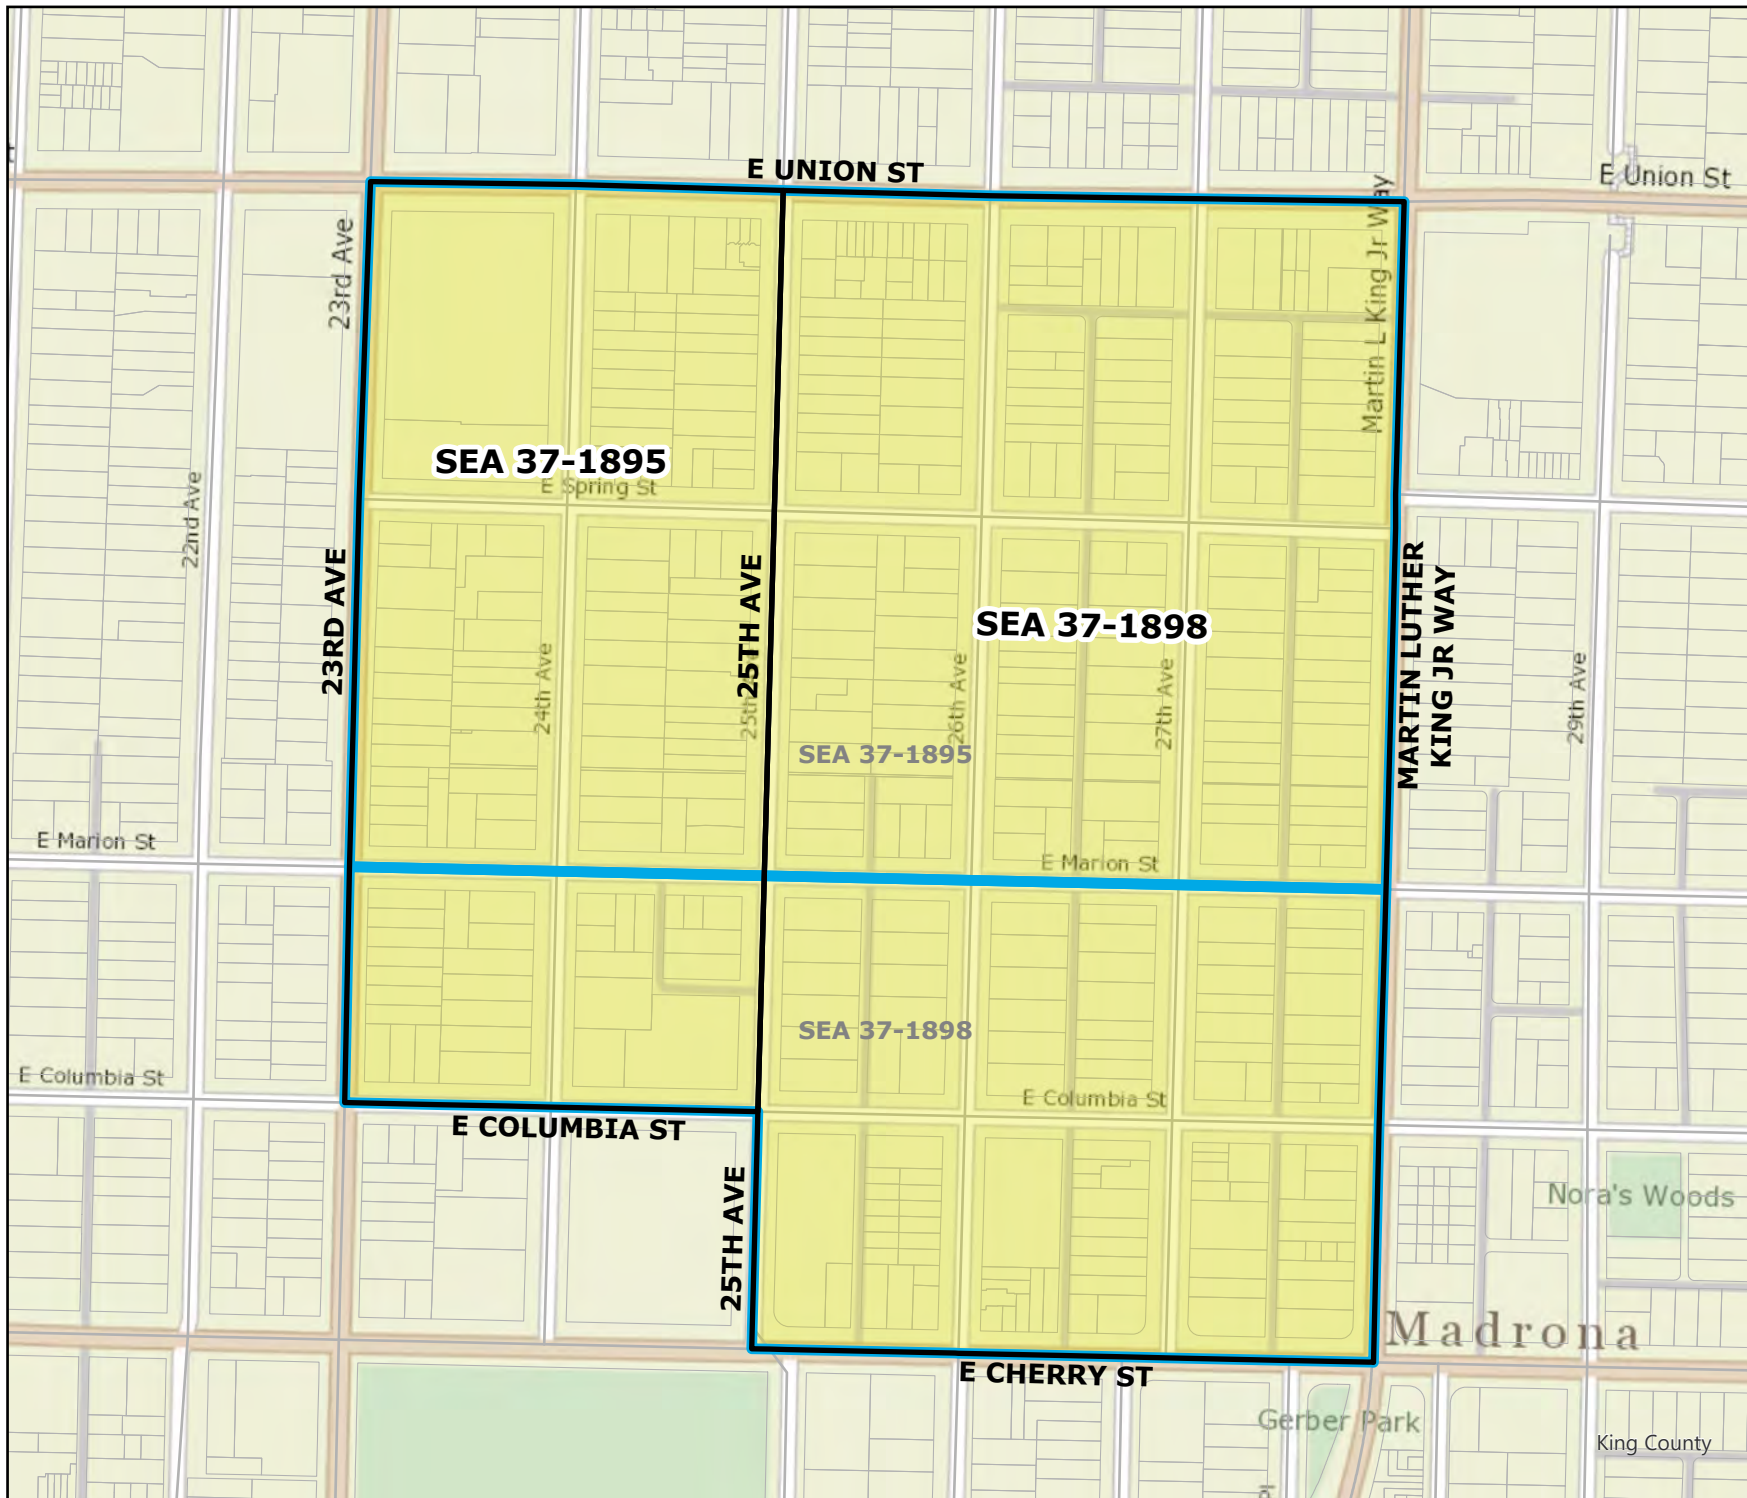 E UNION ST
E Union St
23rd Ave
Martin L King Jr Way
SEA 37-1895
E Spring St
22nd Ave
23RD AVE
25TH AVE
25th
SEA 37-1898
MARTIN LUTHER
KING JR WAY
24th Ave
26th Ave
27th Ave
29th Ave
SEA 37-1895
E Marion St
E Marion St
SEA 37-1898
E Columbia St
E Columbia St
E COLUMBIA ST
25TH AVE
Nora's Woods
Madrona
E CHERRY ST
Gerber Park
King County